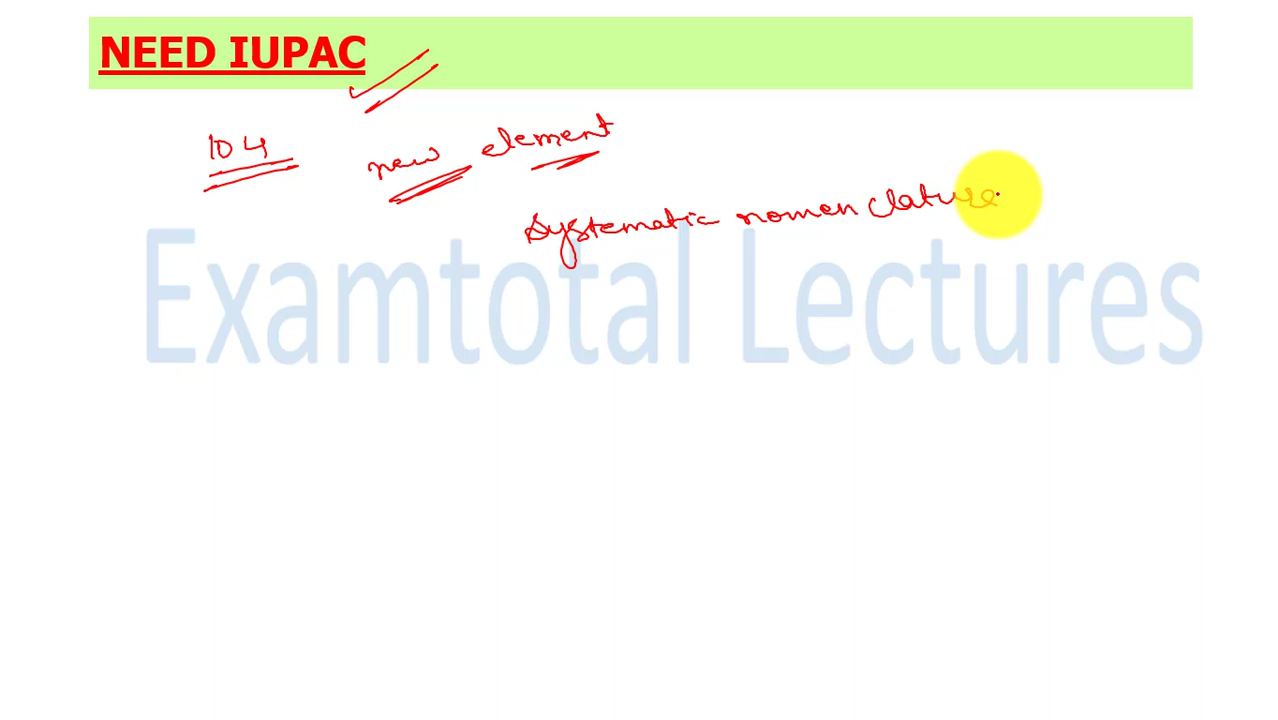 NEED IUPAC
104 new element
systematic nomenclature
Examtotal Lectures